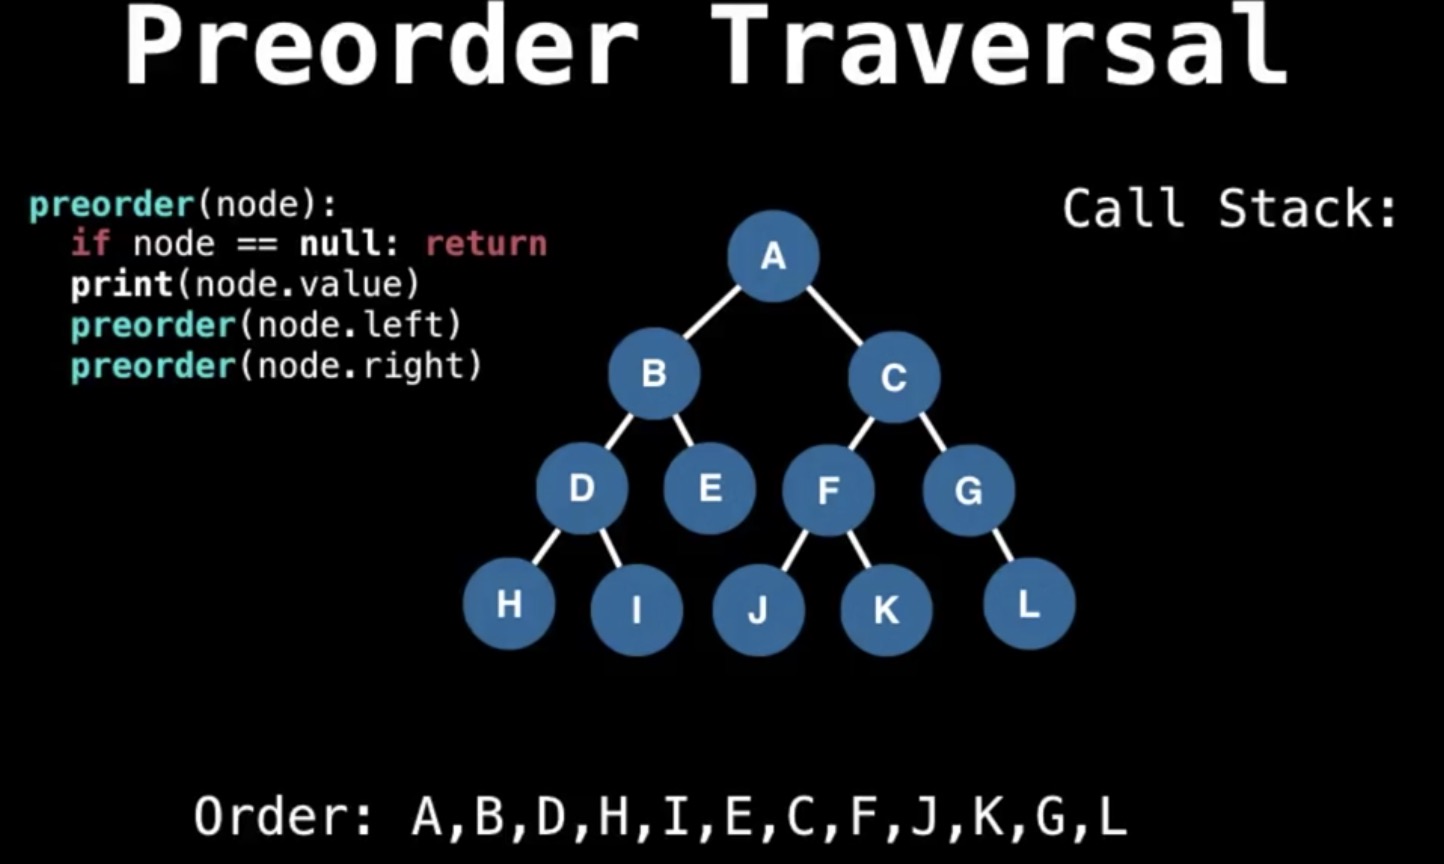 Preorder Traversal
preorder(node):
  if node == null: return
  print(node.value)
  preorder(node.left)
  preorder(node.right)
Call Stack:
A
B
C
D
E
F
G
H
I
J
K
L
Order: A,B,D,H,I,E,C,F,J,K,G,L